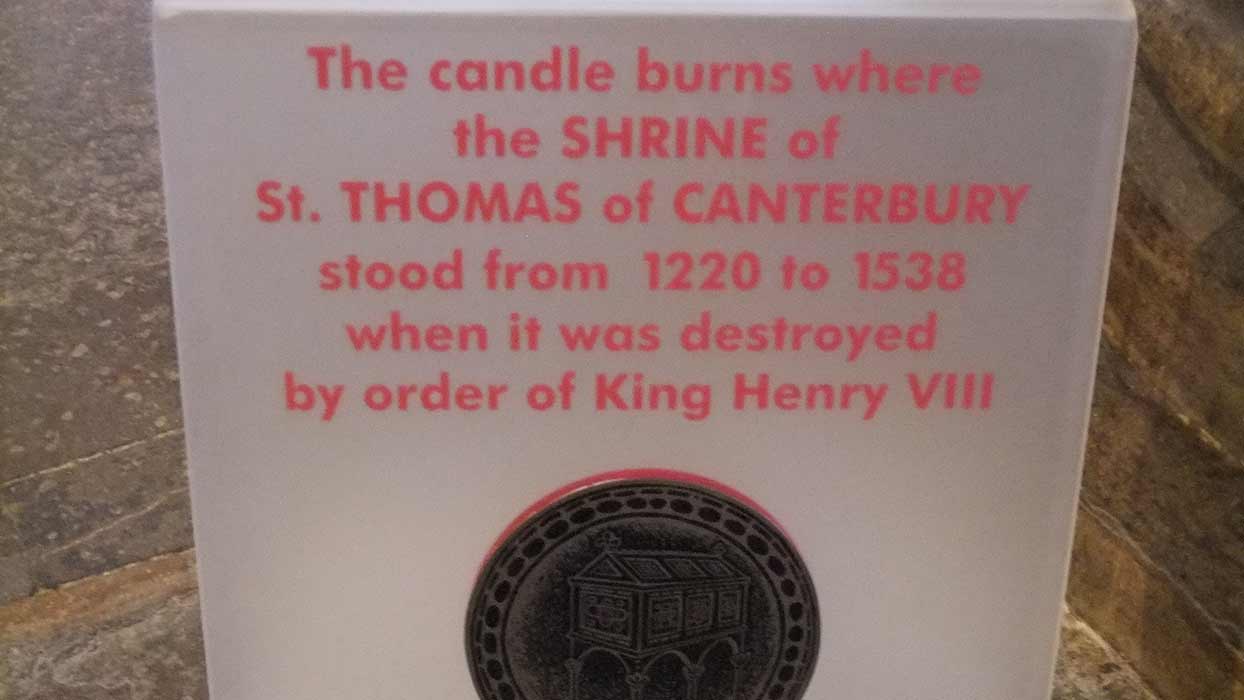 The candle burns where
the SHRINE of
St. THOMAS of CANTERBURY
stood from 1220 to 1538
when it was destroyed
by order of King Henry VIII